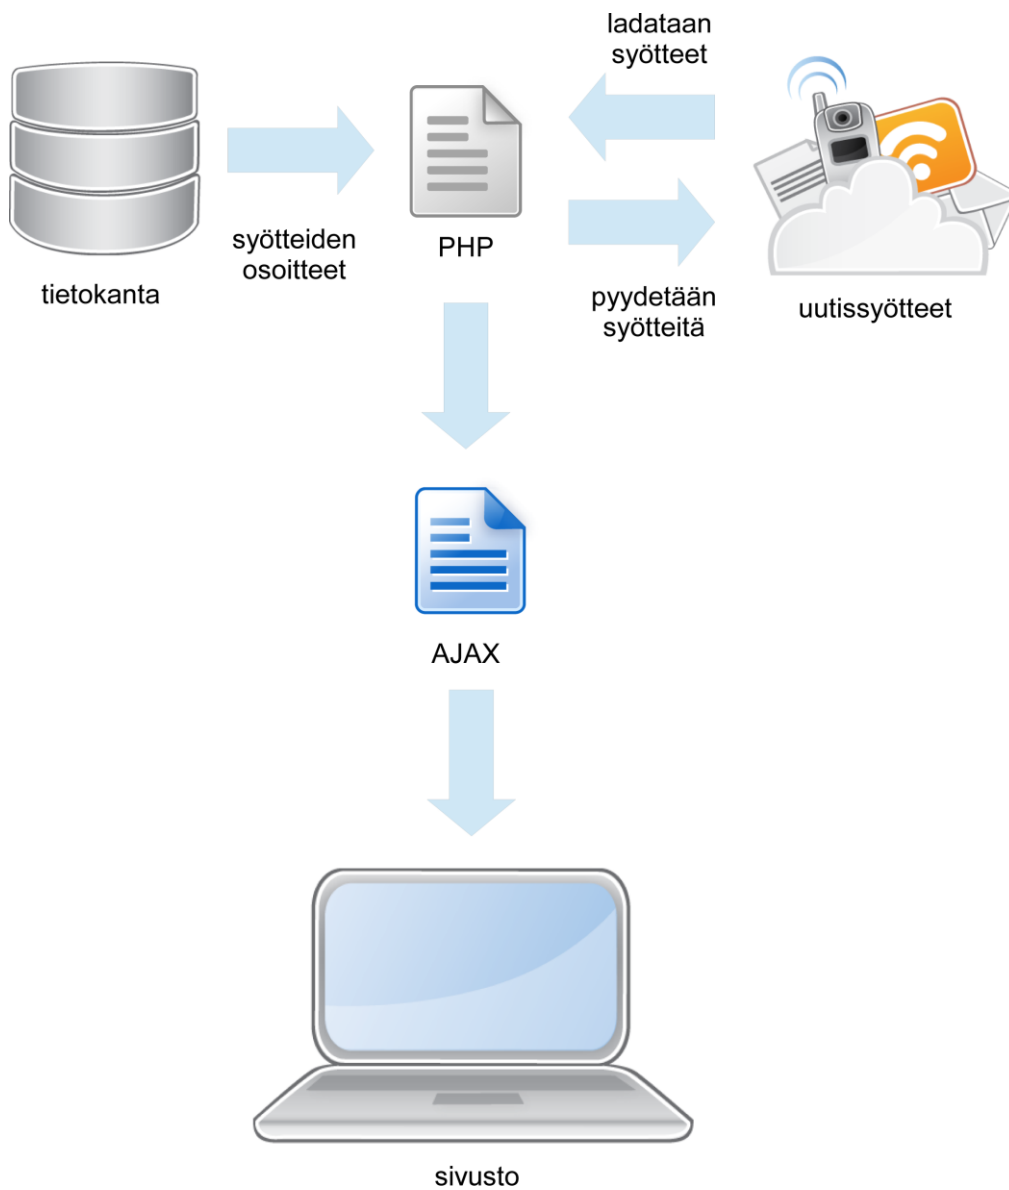 ladataan
syötteet
PHP
syötteiden
osoitteet
tietokanta
pyydetään
syötteitä
uutissyötteet
AJAX
sivusto